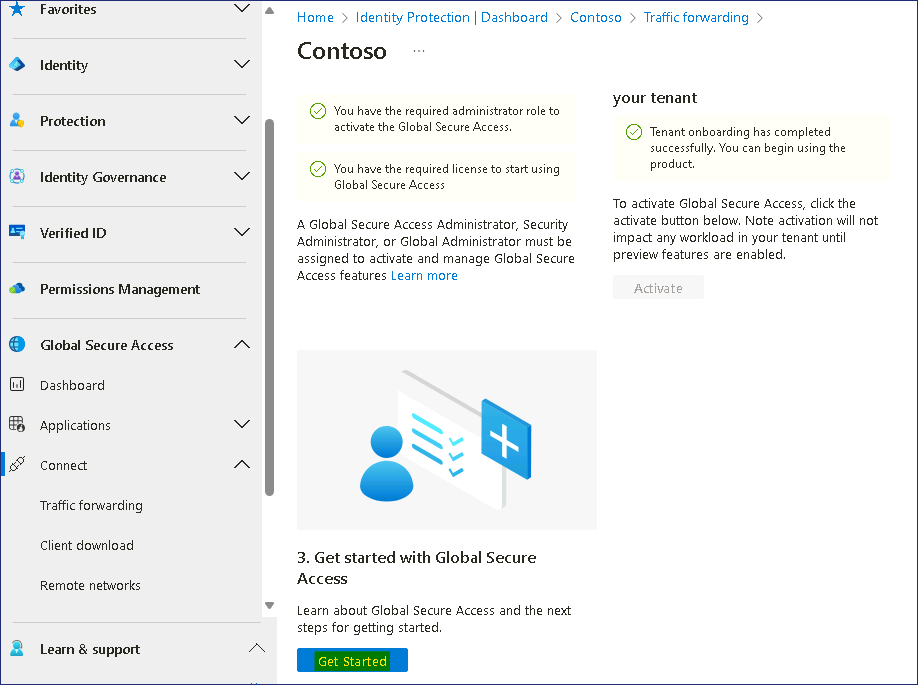 Favorites
Identity
Protection
Identity Governance
Verified ID
Permissions Management
Global Secure Access
Dashboard
Applications
Connect
Traffic forwarding
Client download
Remote networks
Learn & support
Home > Identity Protection | Dashboard > Contoso > Traffic forwarding >
Contoso ...
You have the required administrator role to
activate the Global Secure Access.
You have the required license to start using
Global Secure Access
A Global Secure Access Administrator, Security
Administrator, or Global Administrator must be
assigned to activate and manage Global Secure
Access features Learn more
your tenant
Tenant onboarding has completed
successfully. You can begin using the
product.
To activate Global Secure Access, click the
activate button below. Note activation will not
impact any workload in your tenant until
preview features are enabled.
Activate
3. Get started with Global Secure
Access
Learn about Global Secure Access and the next
steps for getting started.
Get Started